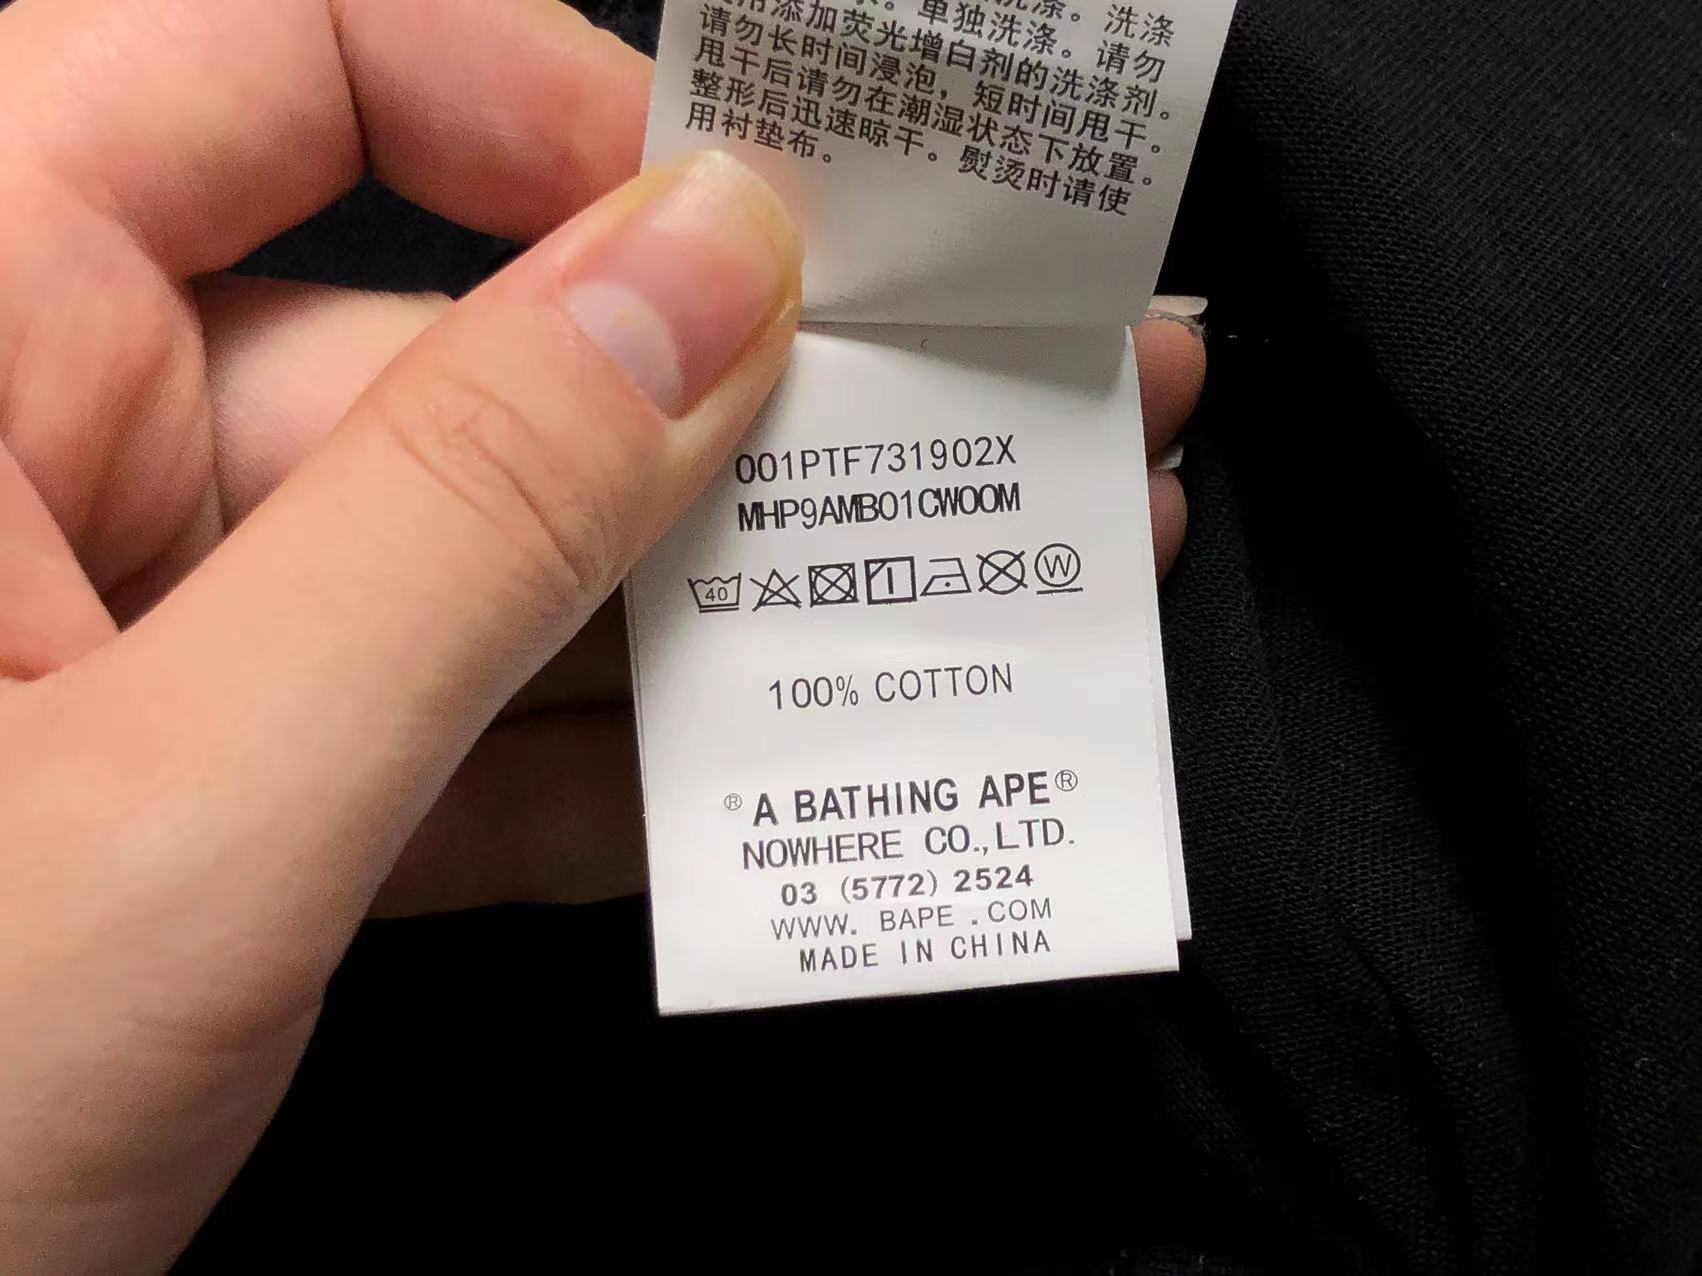 洗涤。洗涤
。单独洗涤。请勿
用添加荧光增白剂的洗涤剂。
请勿长时间浸泡，短时间甩干。
甩干后请勿在潮湿状态下放置。
整形后迅速晾干。熨烫时请使
用衬垫布。
001PTF731902X
MHP9AMB01CW00M
40 W
100% COTTON
® A BATHING APE®
NOWHERE CO.,LTD.
03 (5772) 2524
WWW. BAPE .COM
MADE IN CHINA